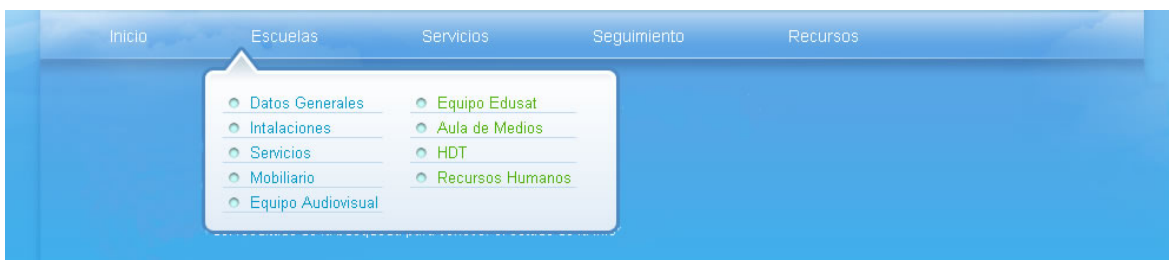 Inicio Escuelas Servicios Seguimiento Recursos
Datos Generales
Intalaciones
Servicios
Mobiliario
Equipo Audiovisual
Equipo Edusat
Aula de Medios
HDT
Recursos Humanos